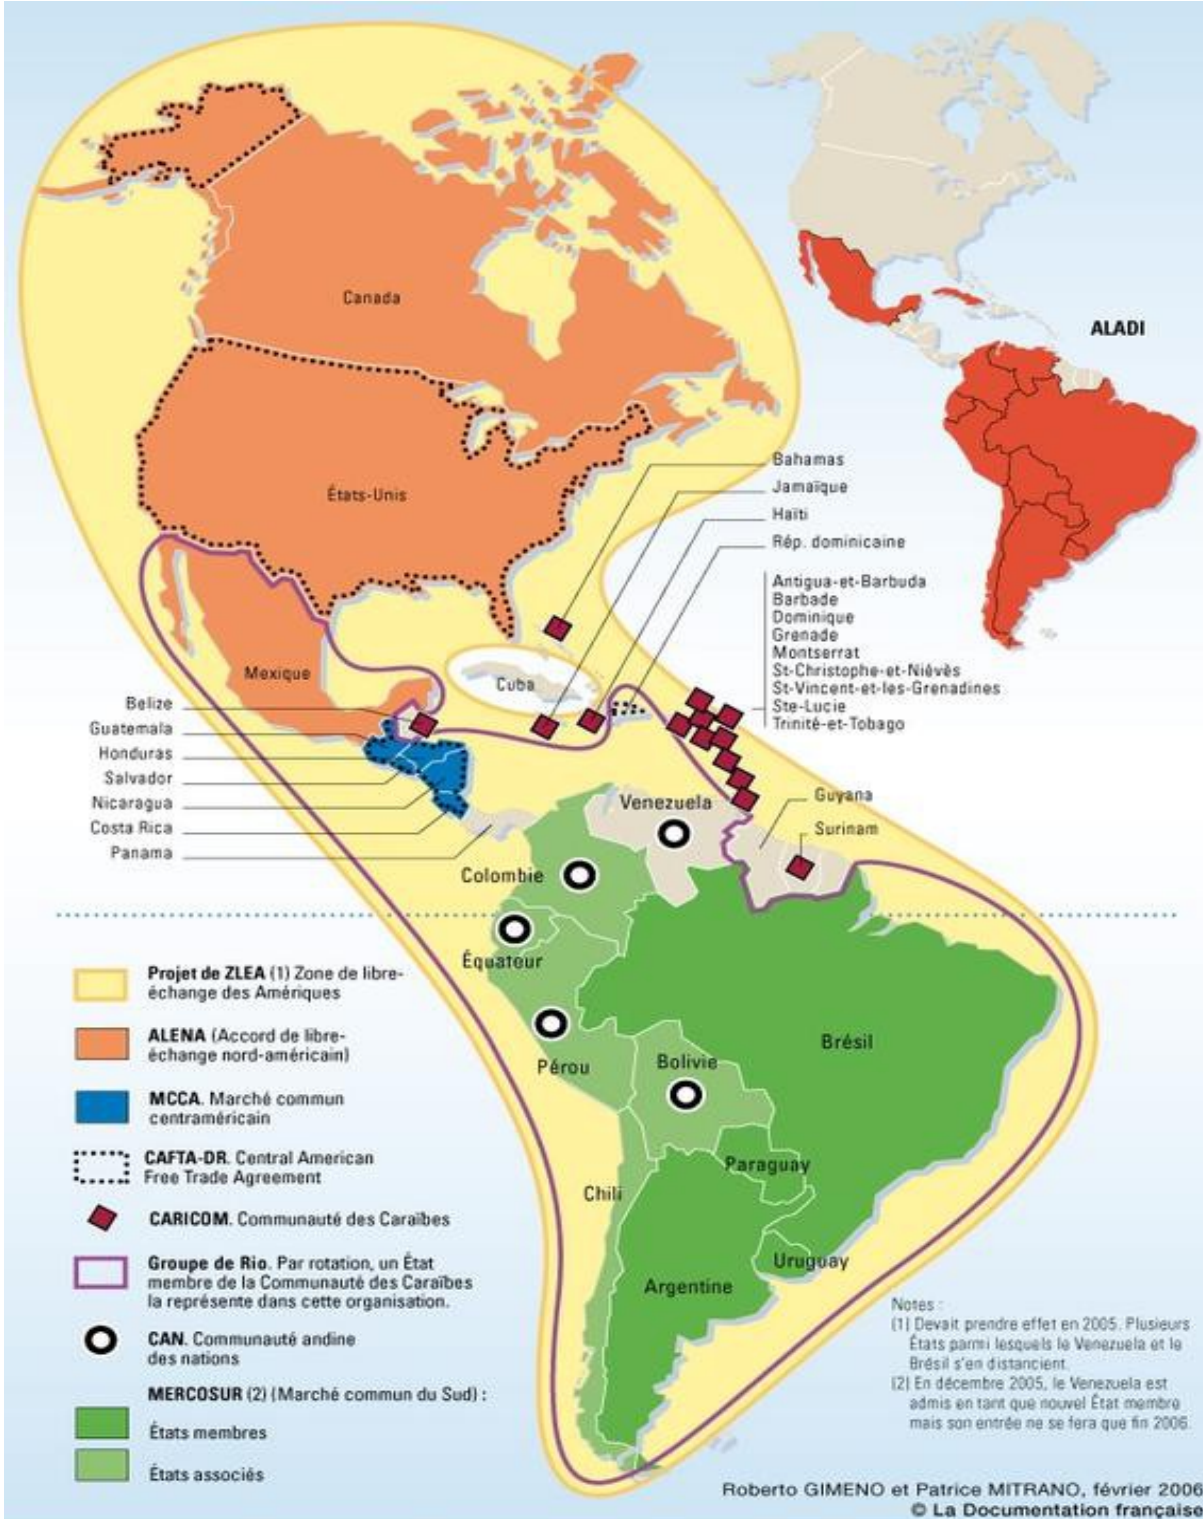 Canada
ALADI
États-Unis
Bahamas
Jamaïque
Haïti
Rép. dominicaine
Antigua-et-Barbuda
Barbade
Dominique
Grenade
Montserrat
St-Christophe-et-Niévès
St-Vincent-et-les-Grenadines
Ste-Lucie
Trinité-et-Tobago
Mexique
Cuba
Belize
Guatemala
Honduras
Salvador
Nicaragua
Costa Rica
Panama
Venezuela
Guyana
Surinam
Colombie
Équateur
Pérou
Bolivie
Brésil
Paraguay
Chili
Uruguay
Argentine
Projet de ZLEA (1) Zone de libre-
échange des Amériques
ALENA (Accord de libre-
échange nord-américain)
MCCA. Marché commun
centraméricain
CAFTA-DR. Central American
Free Trade Agreement
CARICOM. Communauté des Caraïbes
Groupe de Rio. Par rotation, un État
membre de la Communauté des Caraïbes
la représente dans cette organisation.
CAN. Communauté andine
des nations
MERCOSUR (2) (Marché commun du Sud) :
États membres
États associés
Notes :
(1) Devait prendre effet en 2005. Plusieurs
États parmi lesquels le Venezuela et le
Brésil s'en distancient.
(2) En décembre 2005, le Venezuela est
admis en tant que nouvel État membre
mais son entrée ne se fera que fin 2006.
Roberto GIMENO et Patrice MITRANO, février 2006
© La Documentation française